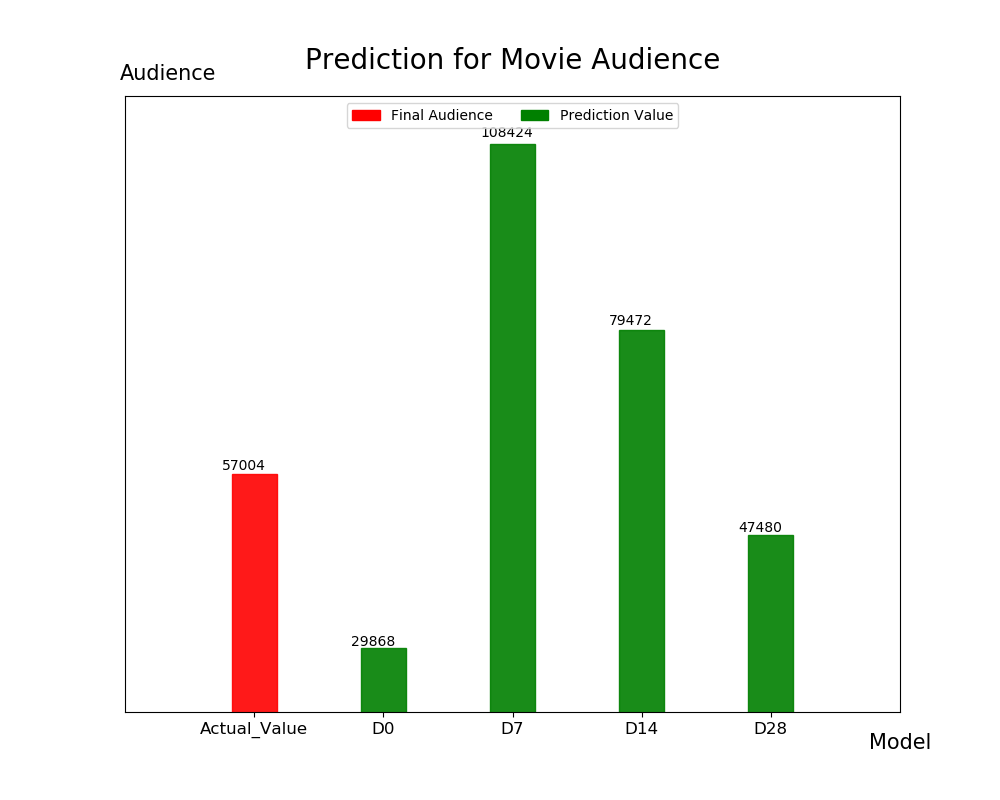 Prediction for Movie Audience
Audience
Final Audience Prediction Value
108424
79472
57004
47480
29868
Actual_Value D0 D7 D14 D28
Model